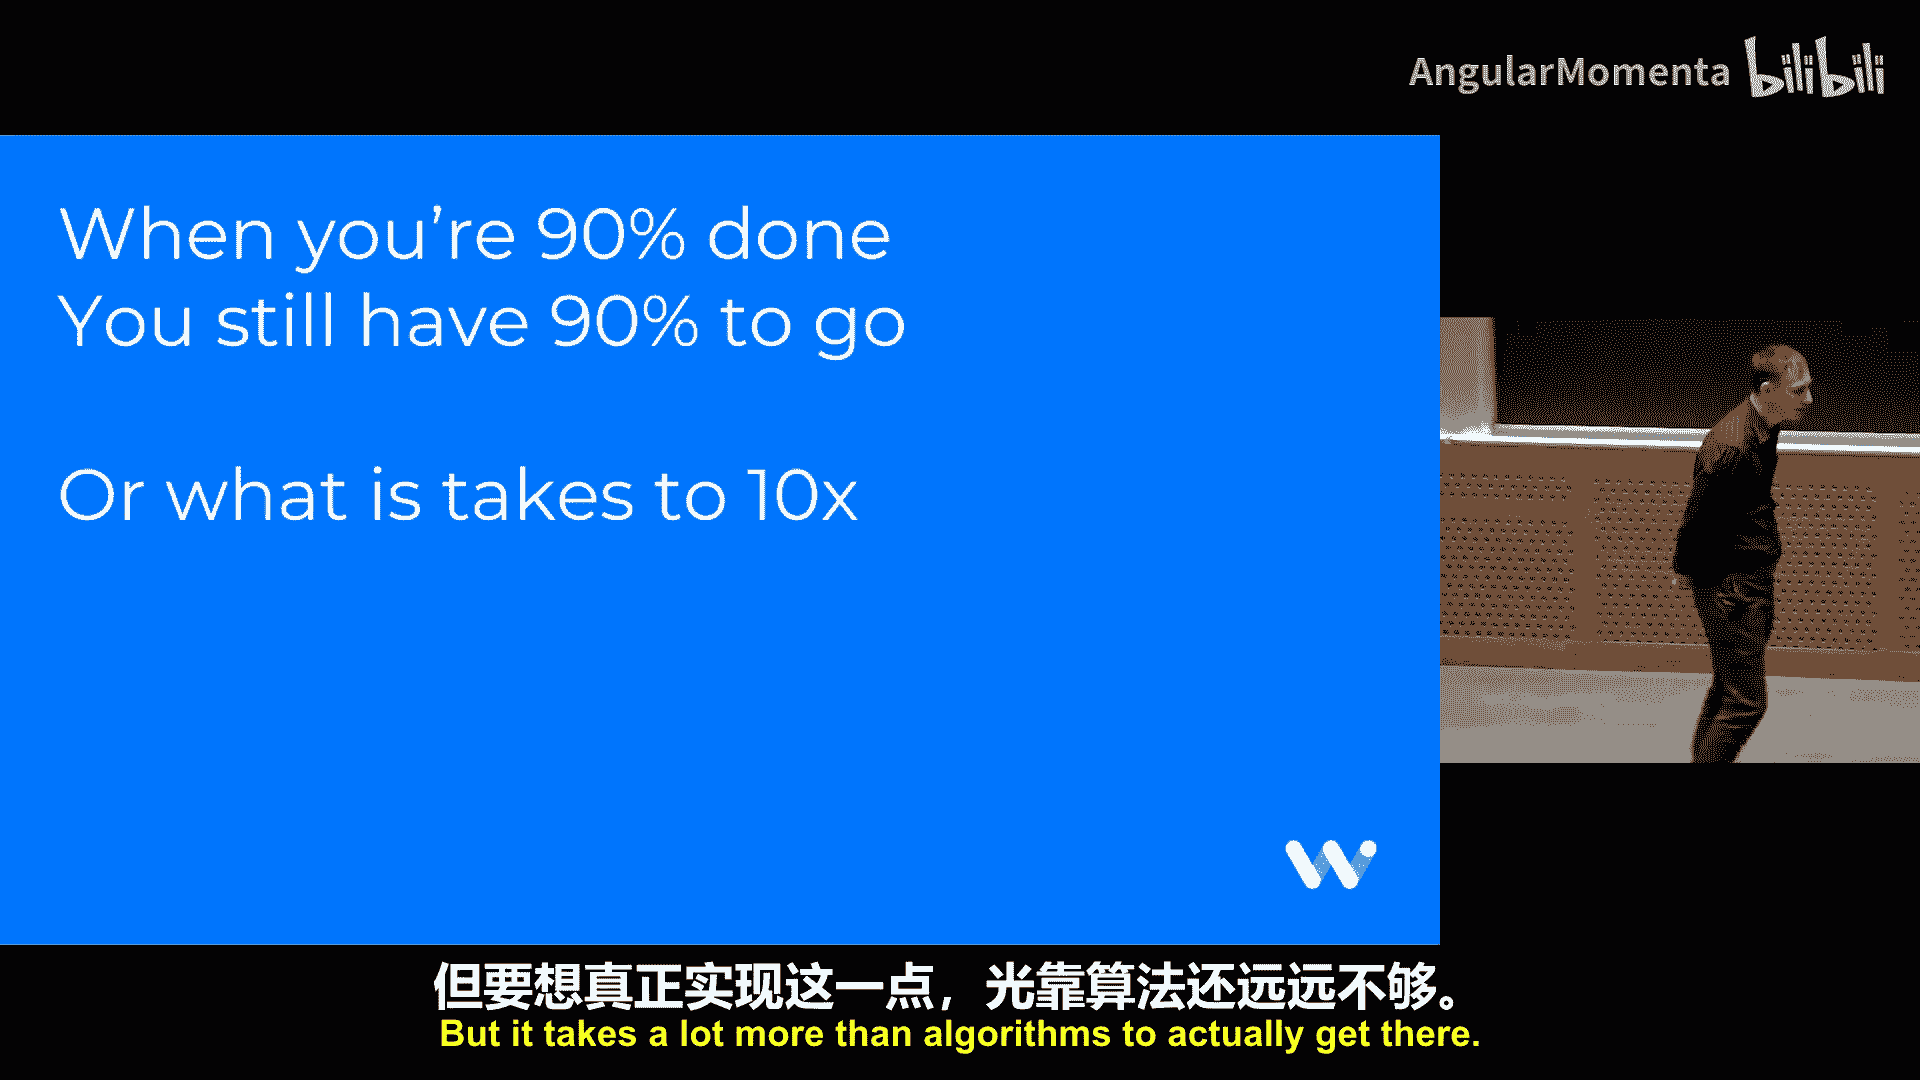 AngularMomenta bilibili
When you’re 90% done
You still have 90% to go
Or what is takes to 10x
但要想真正实现这一点，光靠算法还远远不够。
But it takes a lot more than algorithms to actually get there.